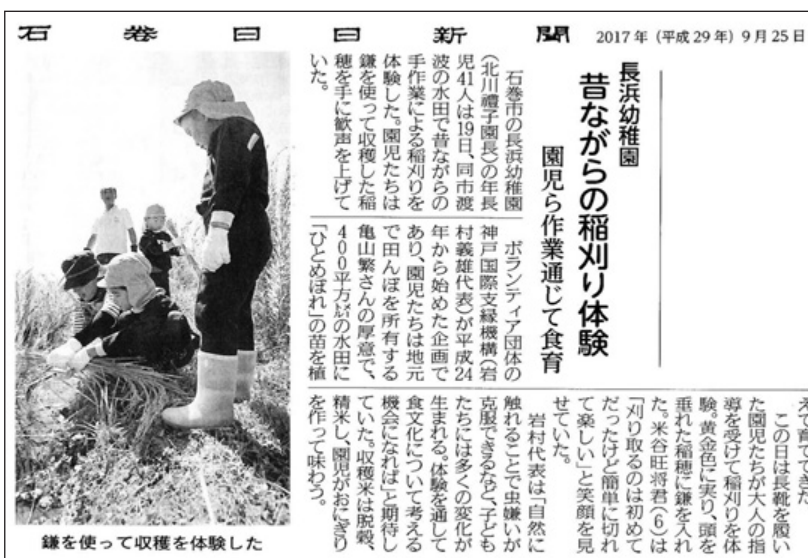 石巻日日新聞 2017年(平成29年)9月25日
長浜幼稚園
昔ながらの稲刈り体験
園児ら作業通じて食育
石巻市の長浜幼稚園
(北川禮子園長)の年長
児41人は19日、同市渡
波の水田で昔ながらの
手作業による稲刈りを
体験した。園児たちは
鎌を使って収穫した稲
穂を手に歓声を上げて
いた。
ボランティア団体の
神戸国際支縁機構(岩
村義雄代表)が平成24
年から始めた企画で
あり、園児たちは地元
で田んぼを所有する
亀山繁さんの厚意で、
400平方㍍の水田に
「ひとめぼれ」の苗を植
えて育ててきた
この日は長靴を履い
た園児たちが大人の指
導を受けて稲刈りを体
験。黄金色に実り、頭を
垂れた稲穂に鎌を入れ
た。米谷旺将君(6)は
「刈り取るのは初めて
だったけど簡単に切れ
て楽しい」と笑顔を見
せていた。
岩村代表は「自然に
触れることで虫嫌いが
克服できるなど、子ども
たちには多くの変化が
生まれる。体験を通して
食文化について考える
機会になれば」と期待し
ていた。収穫米は脱穀、
精米し、園児がおにぎり
を作って味わう。
鎌を使って収穫を体験した